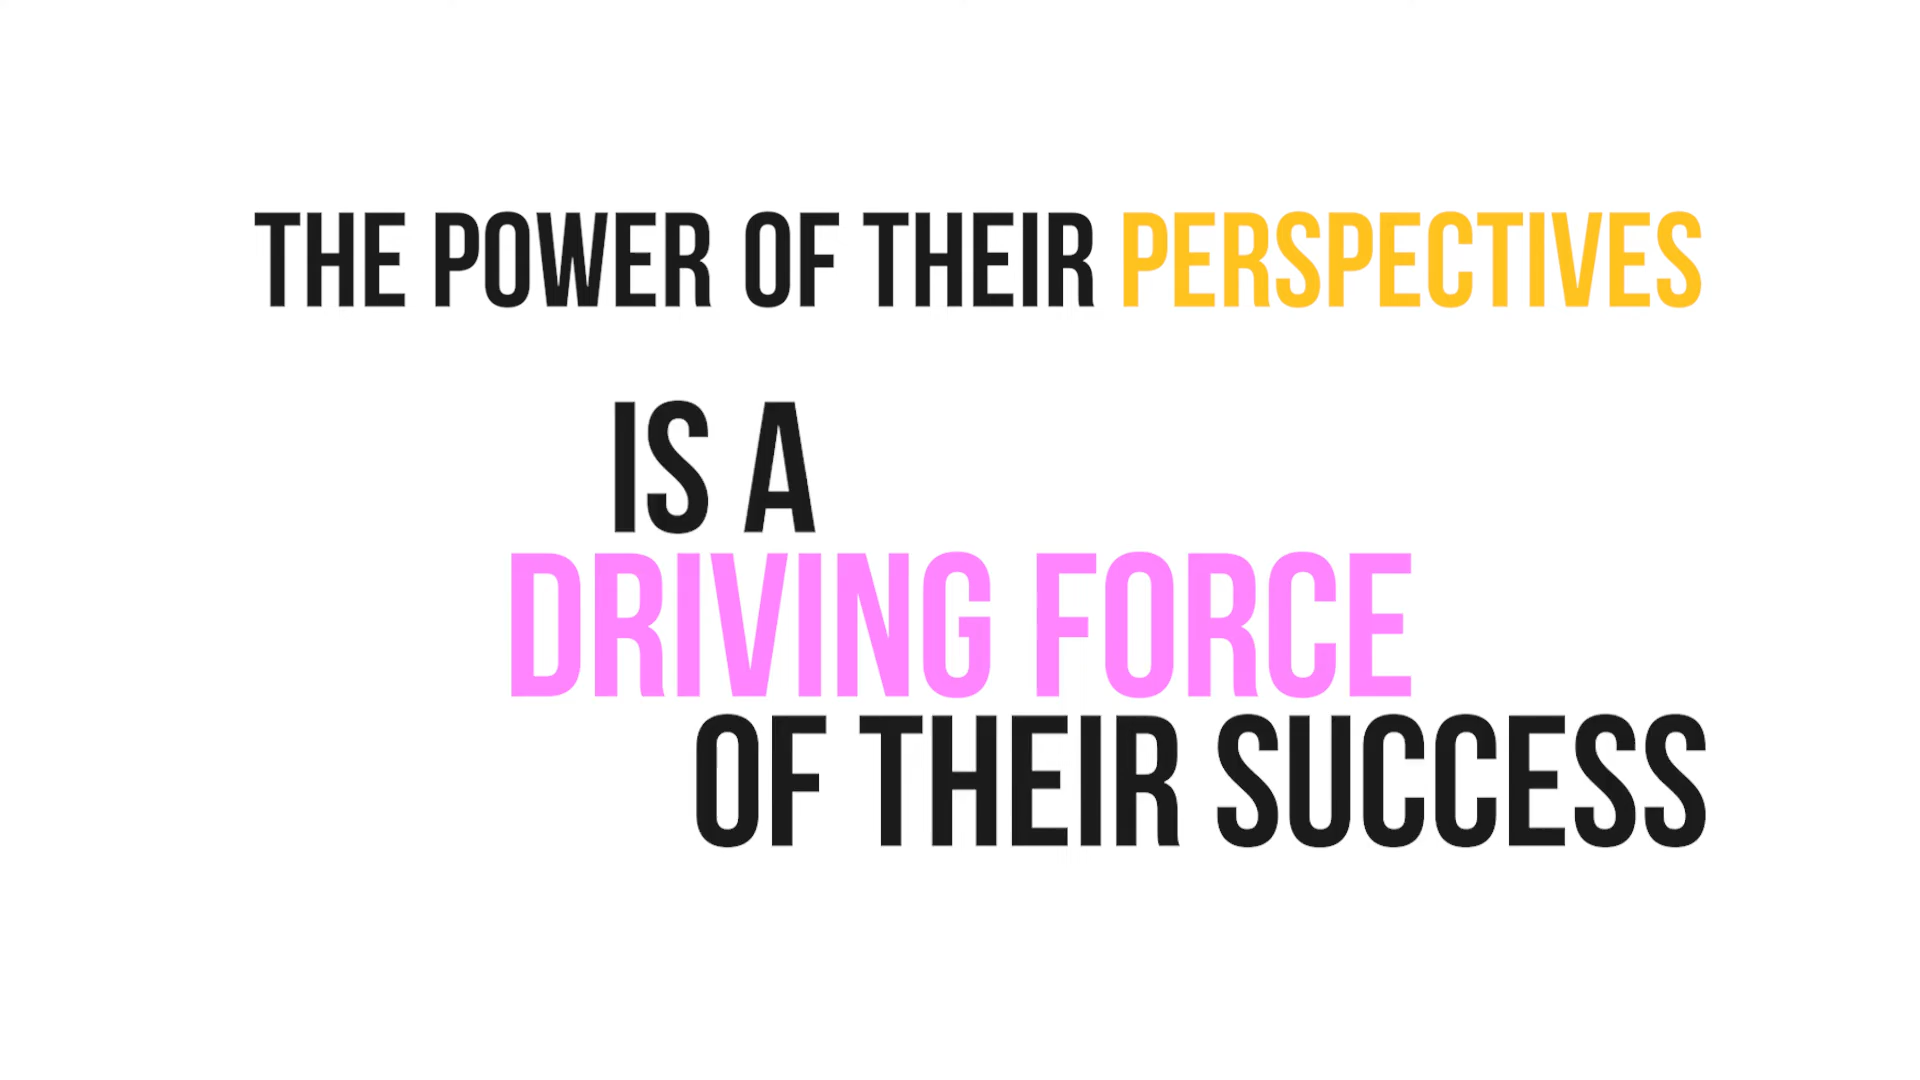 THE POWER OF THEIR PERSPECTIVES
IS A
DRIVING FORCE
OF THEIR SUCCESS